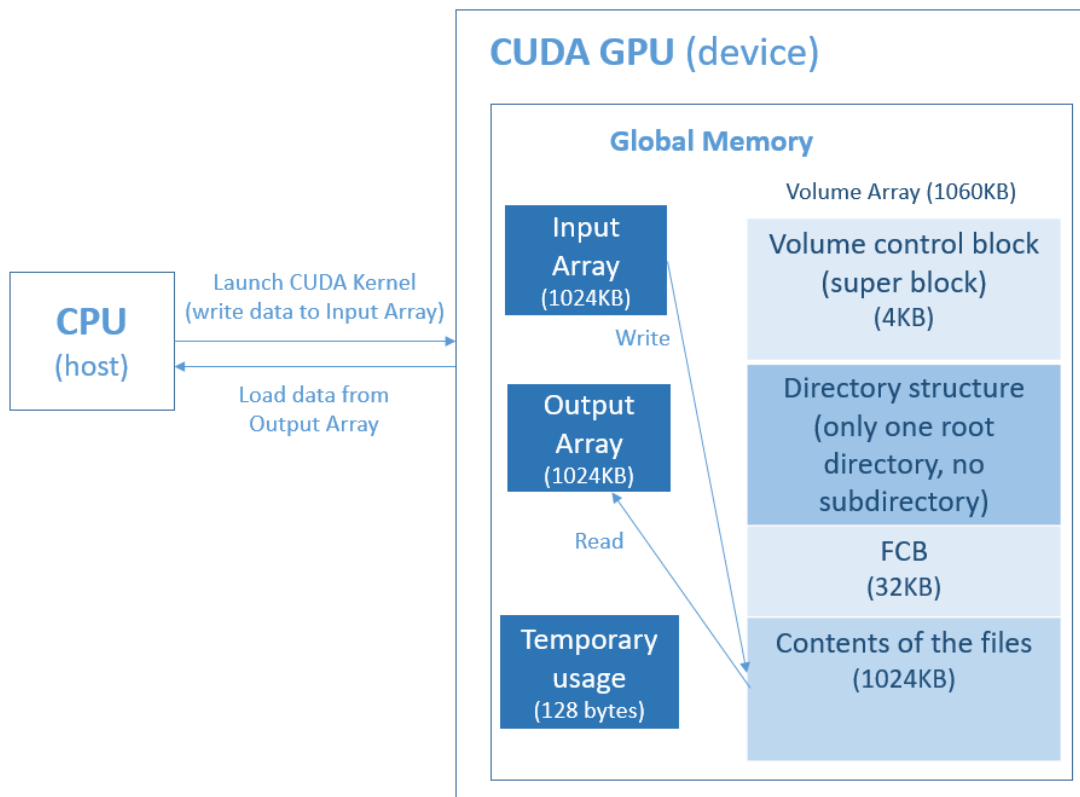 CUDA GPU (device)
Global Memory
Volume Array (1060KB)
Input
Array
(1024KB)
Volume control block
(super block)
(4KB)
Launch CUDA Kernel
(write data to Input Array)
CPU
(host)
Write
Load data from
Output Array
Output
Array
(1024KB)
Directory structure
(only one root
directory, no
subdirectory)
Read
FCB
(32KB)
Temporary
usage
(128 bytes)
Contents of the files
(1024KB)